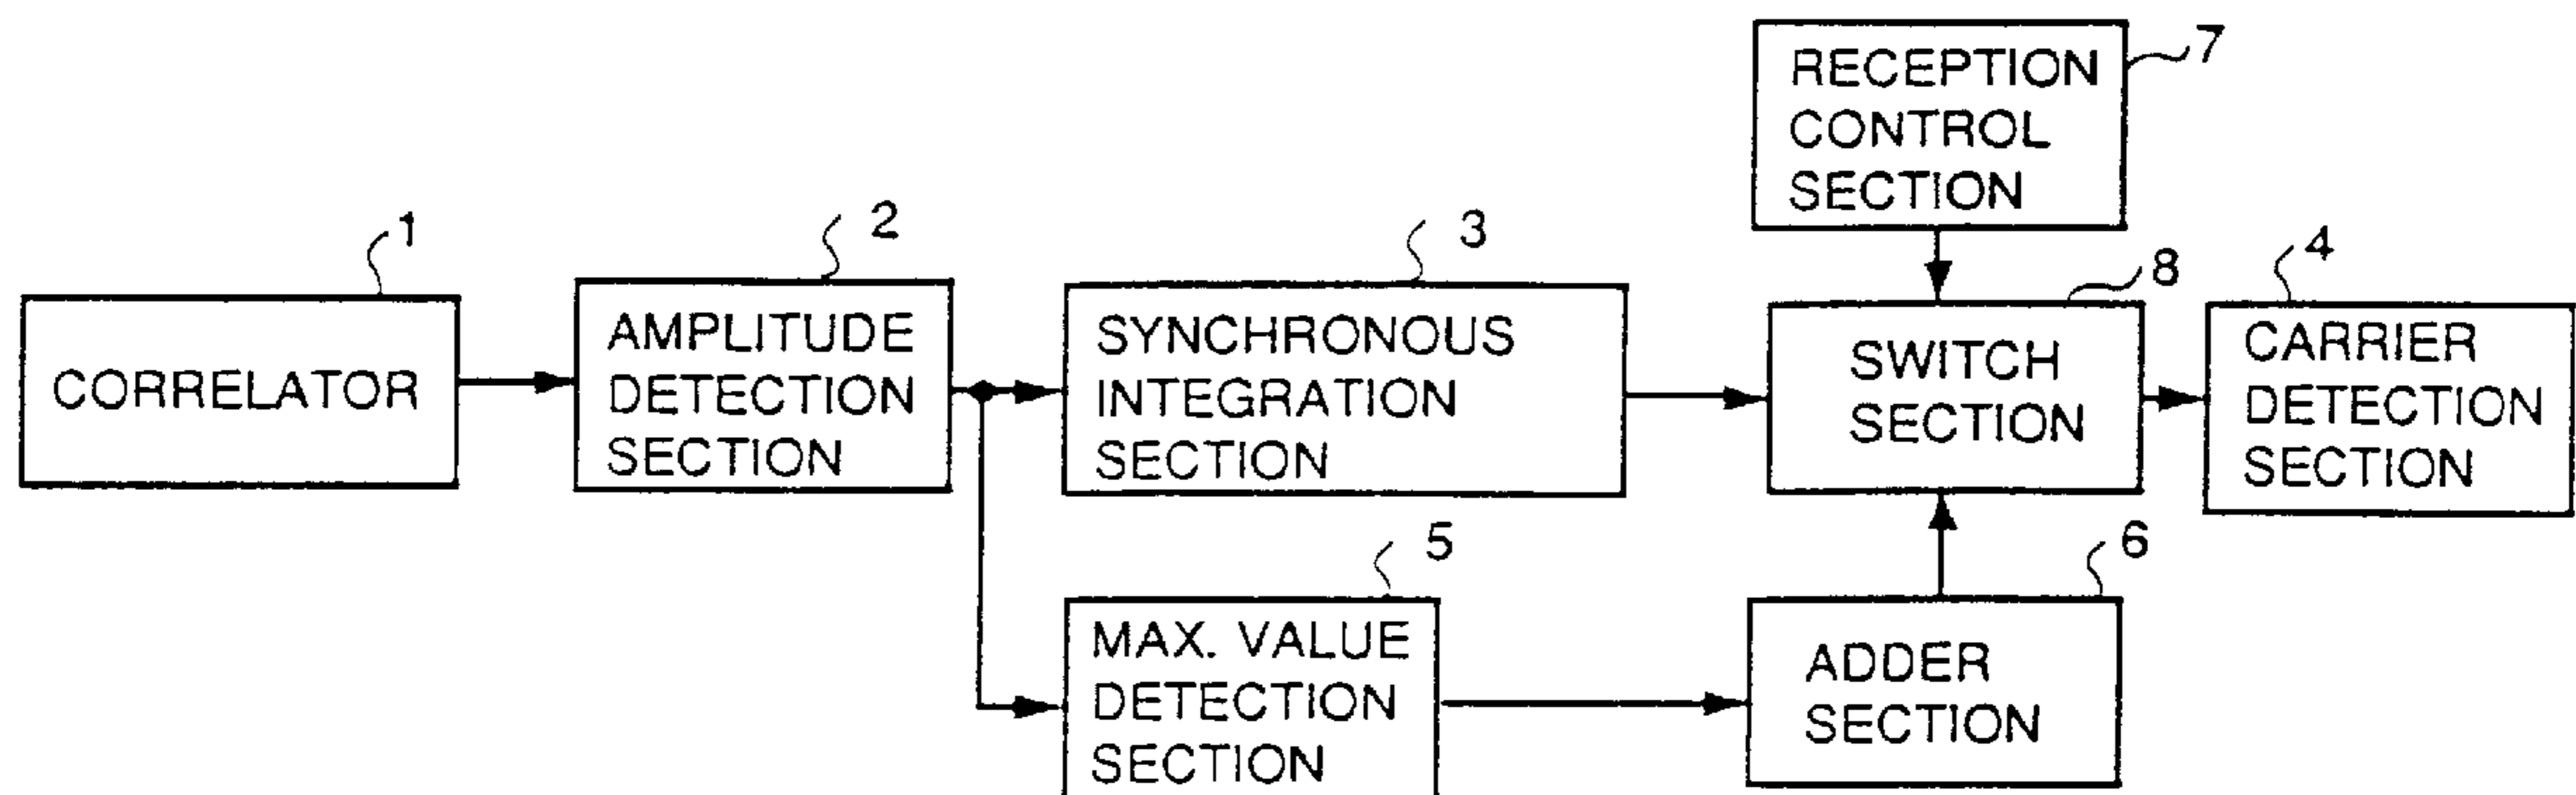 7
RECEPTION
CONTROL
SECTION
1
2
3
8
4
CORRELATOR
AMPLITUDE
DETECTION
SECTION
SYNCHRONOUS
INTEGRATION
SECTION
SWITCH
SECTION
CARRIER
DETECTION
SECTION
5
6
MAX. VALUE
DETECTION
SECTION
ADDER
SECTION